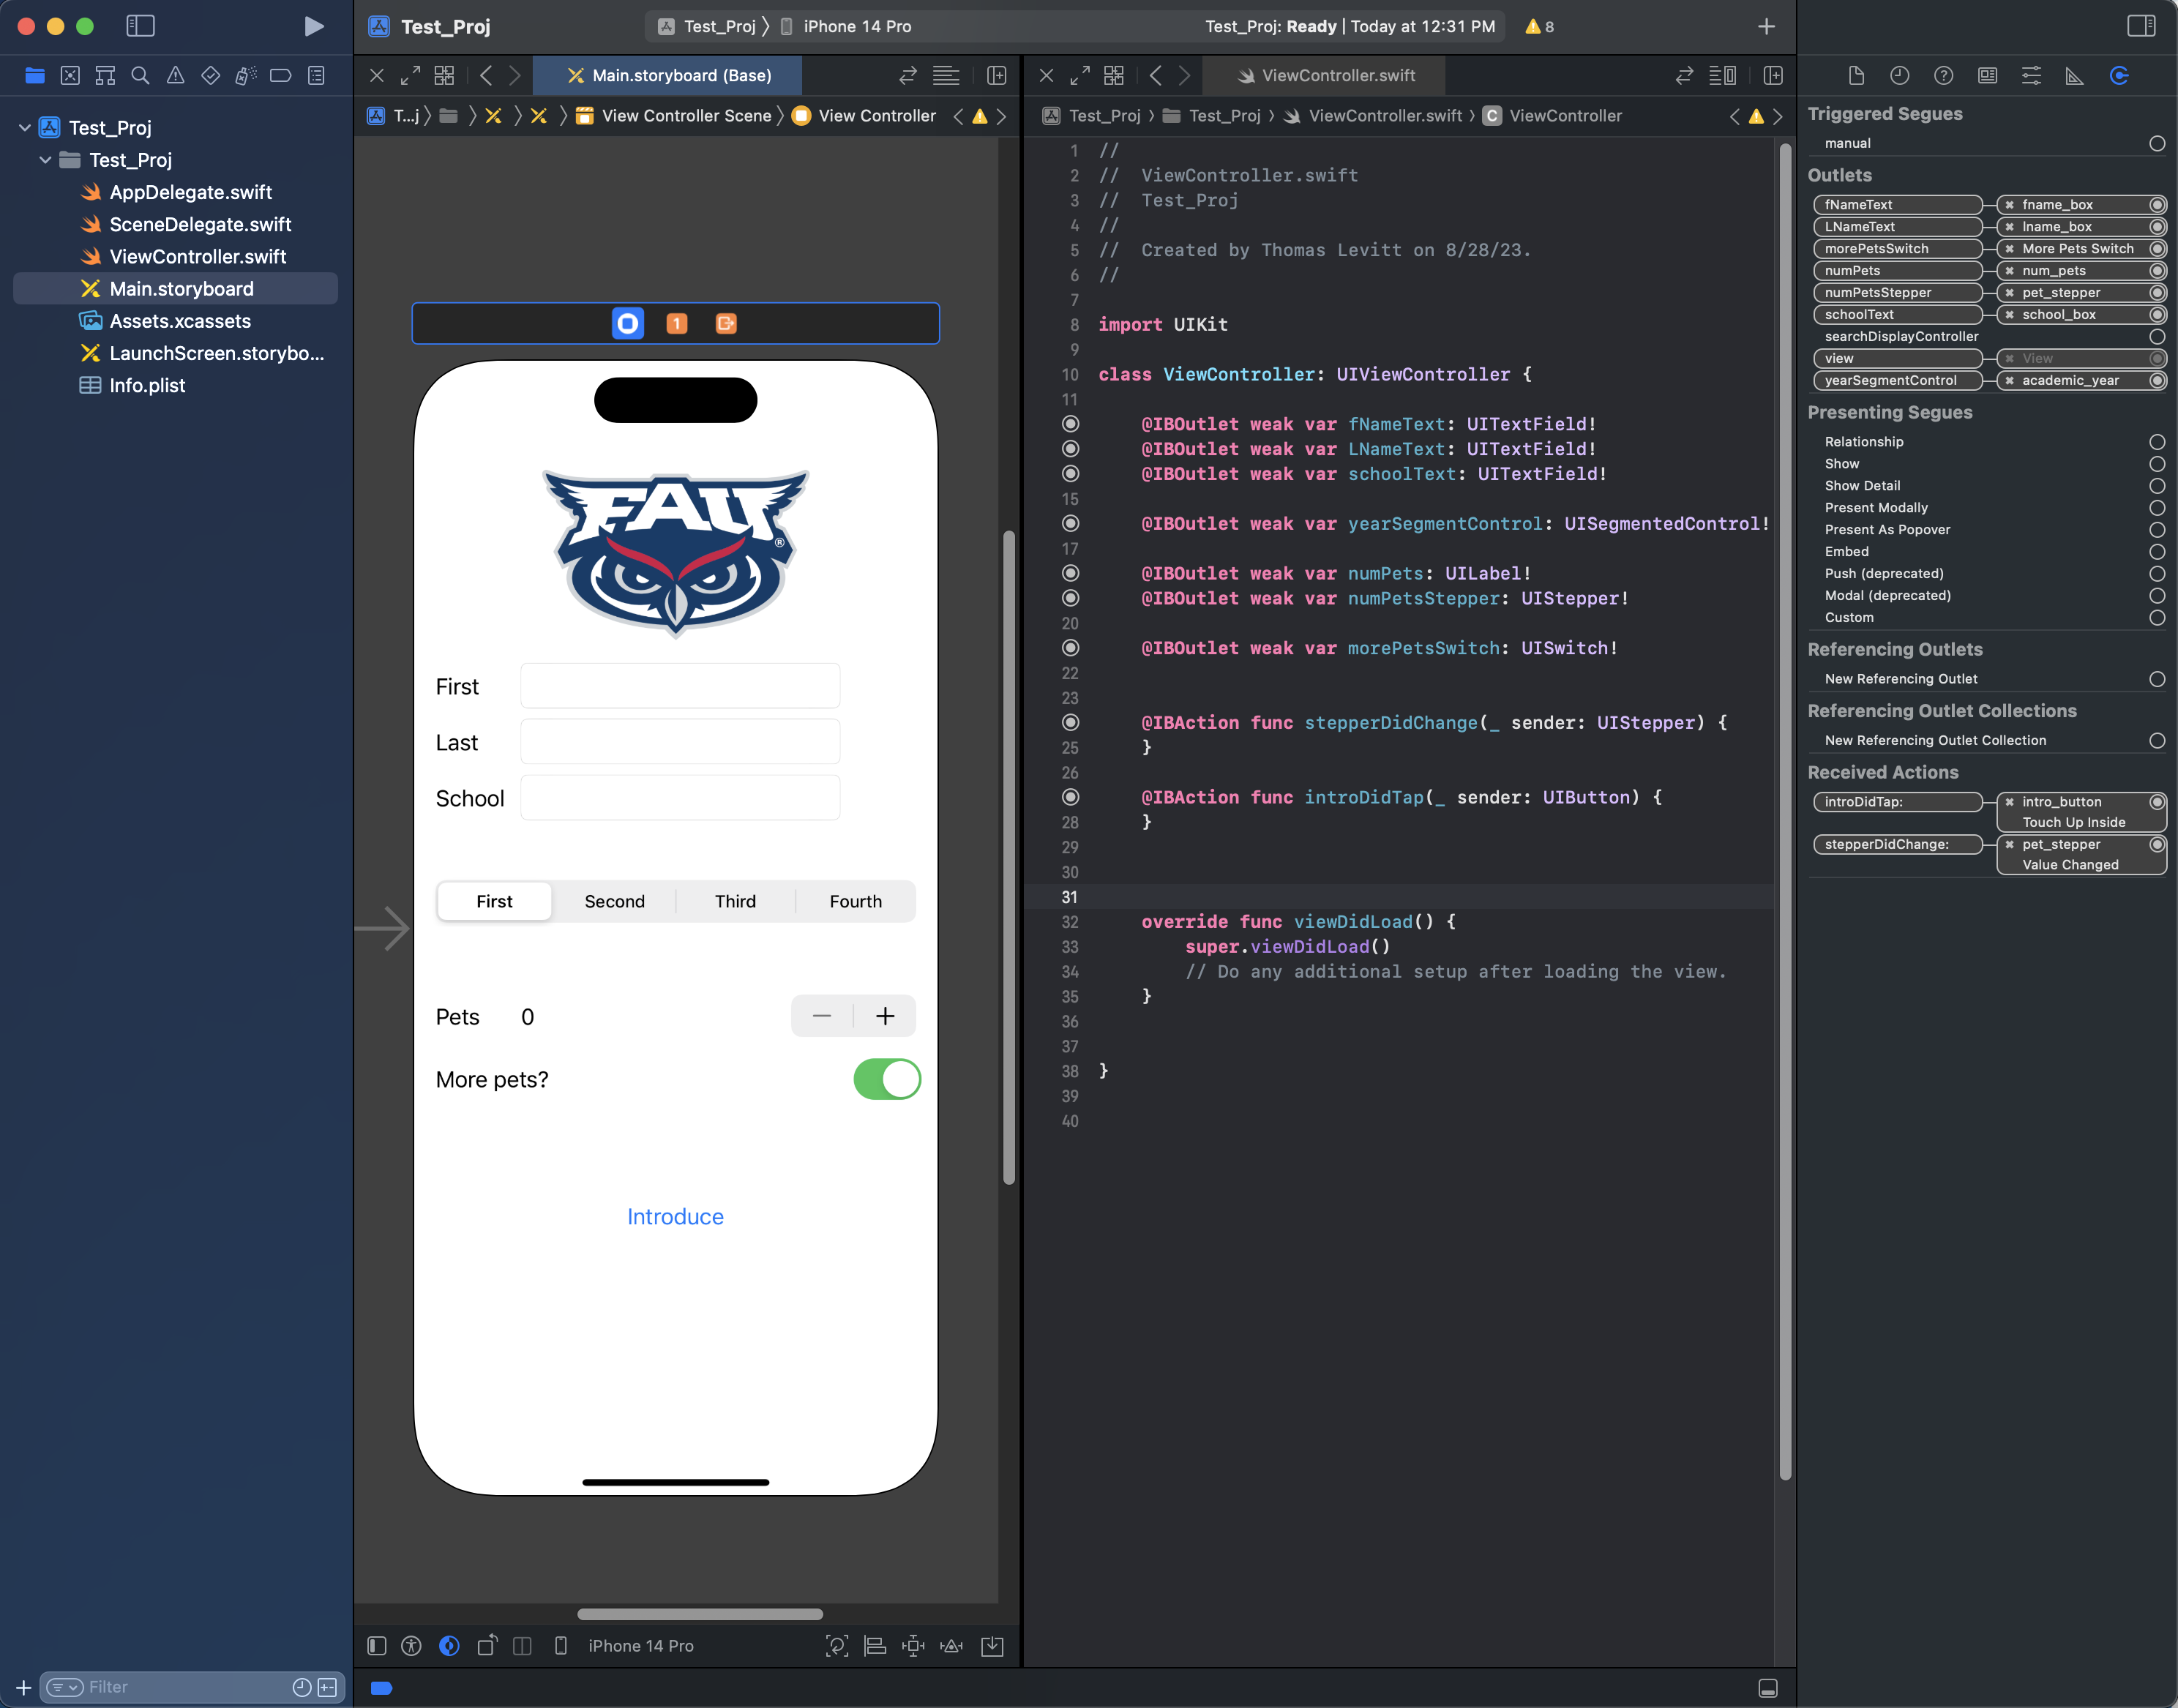 Test_Proj
Test_Proj 〉 iPhone 14 Pro
Test_Proj: Ready | Today at 12:31 PM
8
Main.storyboard (Base)
ViewController.swift
T...j 〉 〉 〉 〉 View Controller Scene 〉 View Controller
Test_Proj 〉 Test_Proj 〉 ViewController.swift 〉 C ViewController
Test_Proj
Test_Proj
AppDelegate.swift
SceneDelegate.swift
ViewController.swift
Main.storyboard
Assets.xcassets
LaunchScreen.storybo...
Info.plist
Filter
1
FAU
®
First
Last
School
First Second Third Fourth
Pets 0
More pets?
Introduce
iPhone 14 Pro
1 //
2 //  ViewController.swift
3 //  Test_Proj
4 //
5 //  Created by Thomas Levitt on 8/28/23.
6 //
7
8 import UIKit
9
10 class ViewController: UIViewController {
11
@IBOutlet weak var fNameText: UITextField!
@IBOutlet weak var LNameText: UITextField!
@IBOutlet weak var schoolText: UITextField!
15
@IBOutlet weak var yearSegmentControl: UISegmentedControl!
17
@IBOutlet weak var numPets: UILabel!
@IBOutlet weak var numPetsStepper: UIStepper!
20
@IBOutlet weak var morePetsSwitch: UISwitch!
22
23
@IBAction func stepperDidChange(_ sender: UIStepper) {
25 }
26
@IBAction func introDidTap(_ sender: UIButton) {
28 }
29
30
31
32 override func viewDidLoad() {
33 super.viewDidLoad()
34 // Do any additional setup after loading the view.
35 }
36
37
38 }
39
40
Triggered Segues
manual
Outlets
fNameText fname_box
LNameText lname_box
morePetsSwitch More Pets Switch
numPets num_pets
numPetsStepper pet_stepper
schoolText school_box
searchDisplayController
view View
yearSegmentControl academic_year
Presenting Segues
Relationship
Show
Show Detail
Present Modally
Present As Popover
Embed
Push (deprecated)
Modal (deprecated)
Custom
Referencing Outlets
New Referencing Outlet
Referencing Outlet Collections
New Referencing Outlet Collection
Received Actions
introDidTap: intro_button
Touch Up Inside
stepperDidChange: pet_stepper
Value Changed